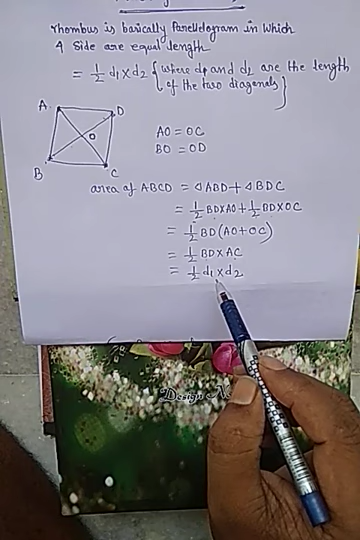 Rhombus is basically Parellelogram in which
4 Side are equal length
= 1/2 d1 x d2 { where d1 and d2 are the length
of the two diagonals }
A
D
O
B
C
AO = OC
BO = OD
area of ABCD = △ABD + △BDC
= 1/2 BD x AO + 1/2 BD x OC
= 1/2 BD (AO + OC)
= 1/2 BD x AC
= 1/2 d1 x d2
Design N